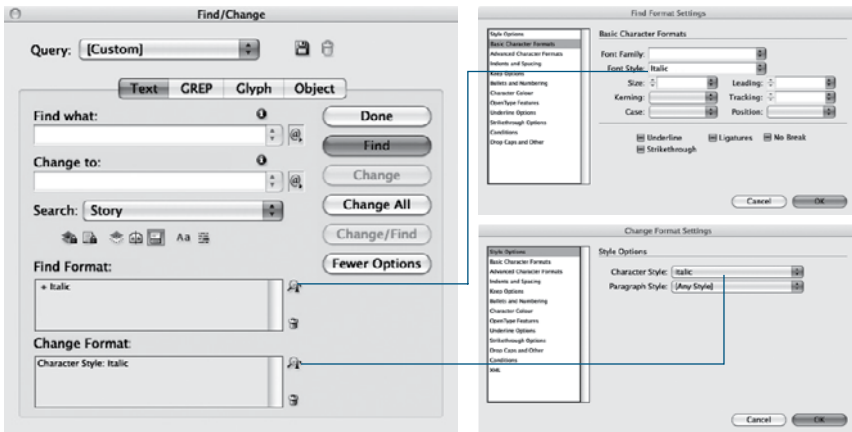 Find/Change
Query: [Custom]
Text GREP Glyph Object
Find what:
Change to:
Search: Story
Aa
Find Format:
+ Italic
Change Format:
Character Style: Italic
Done
Find
Change
Change All
Change/Find
Fewer Options
Find Format Settings
Style Options
Basic Character Formats
Advanced Character Formats
Indents and Spacing
Keep Options
Bullets and Numbering
Character Colour
OpenType Features
Underline Options
Strikethrough Options
Conditions
Drop Caps and Other
Basic Character Formats
Font Family:
Font Style: Italic
Size: Leading:
Kerning: Tracking:
Case: Position:
Underline Ligatures No Break
Strikethrough
Cancel OK
Change Format Settings
Style Options
Basic Character Formats
Advanced Character Formats
Indents and Spacing
Keep Options
Bullets and Numbering
Character Colour
OpenType Features
Underline Options
Strikethrough Options
Drop Caps and Other
Conditions
XML
Style Options
Character Style: Italic
Paragraph Style: [Any Style]
Cancel OK